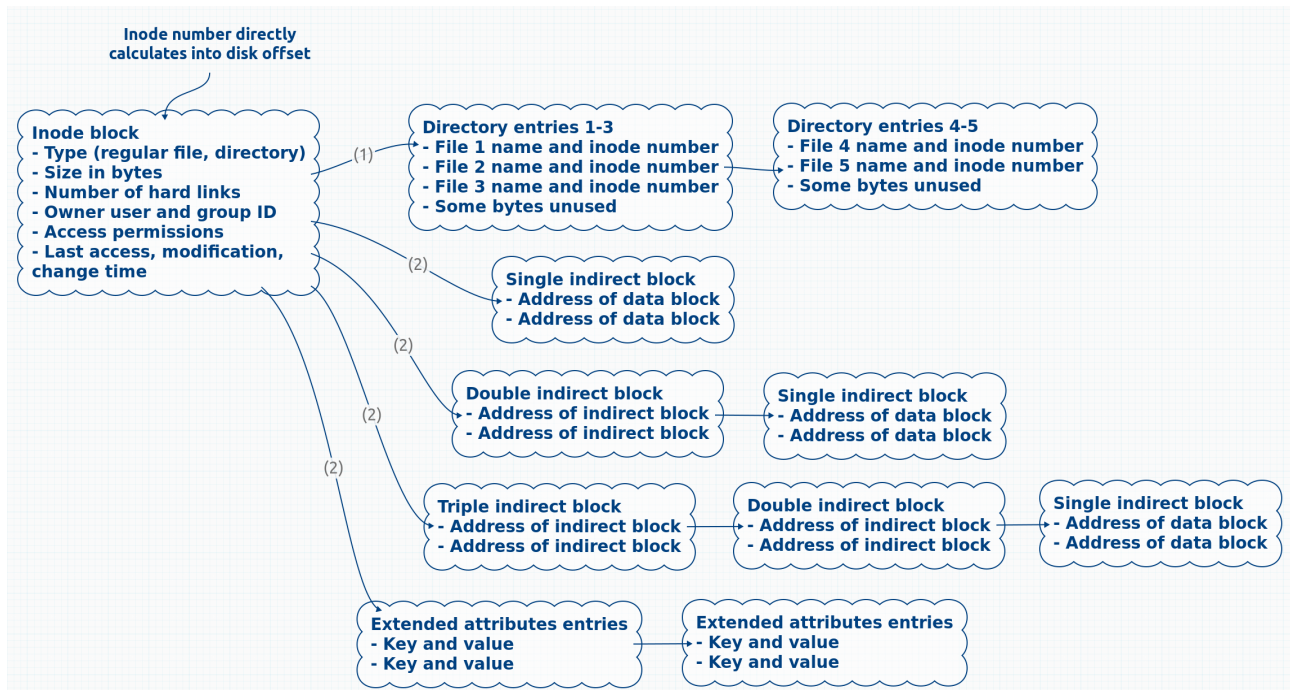 Inode number directly
calculates into disk offset
Inode block
- Type (regular file, directory)
- Size in bytes
- Number of hard links
- Owner user and group ID
- Access permissions
- Last access, modification,
change time
(1)
Directory entries 1-3
- File 1 name and inode number
- File 2 name and inode number
- File 3 name and inode number
- Some bytes unused
Directory entries 4-5
- File 4 name and inode number
- File 5 name and inode number
- Some bytes unused
(2)
Single indirect block
- Address of data block
- Address of data block
(2)
Double indirect block
- Address of indirect block
- Address of indirect block
Single indirect block
- Address of data block
- Address of data block
(2)
Triple indirect block
- Address of indirect block
- Address of indirect block
Double indirect block
- Address of indirect block
- Address of indirect block
Single indirect block
- Address of data block
- Address of data block
(2)
Extended attributes entries
- Key and value
- Key and value
Extended attributes entries
- Key and value
- Key and value